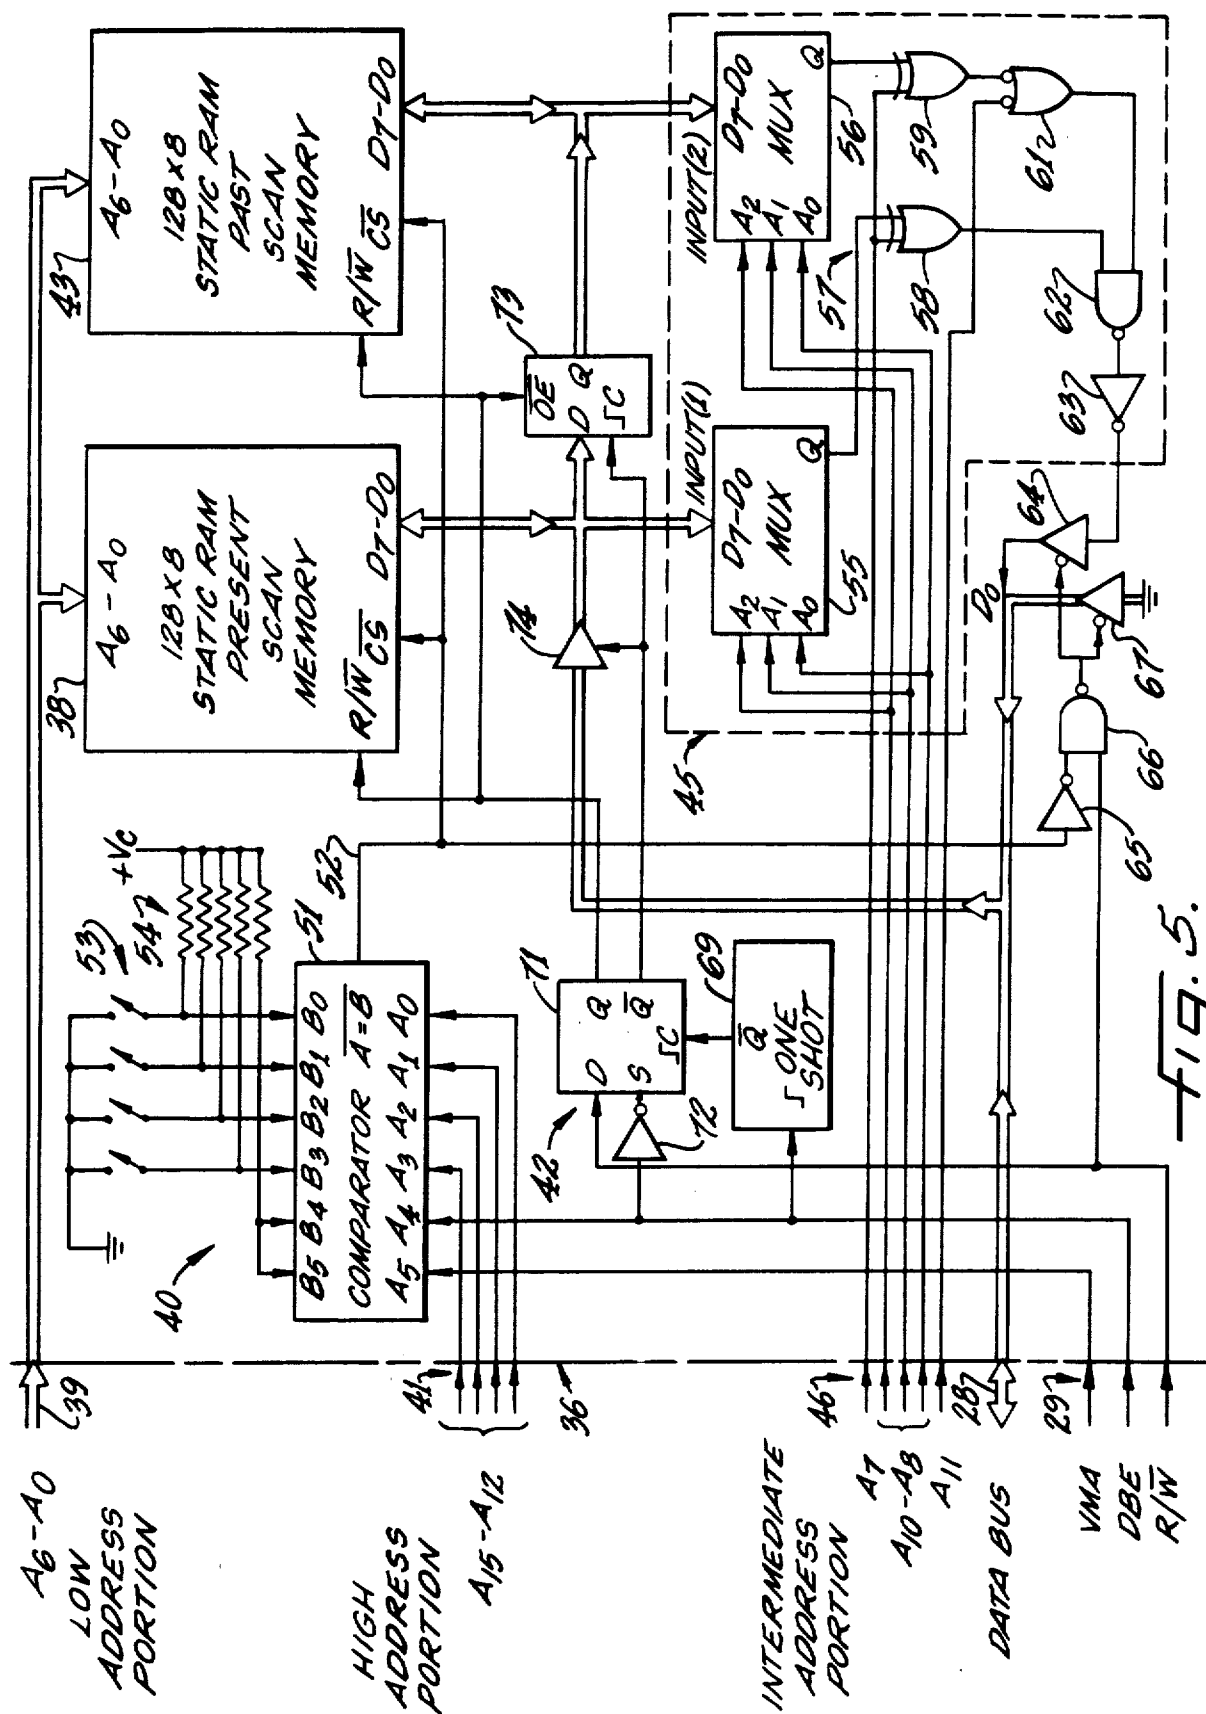 A6-A0
LOW
ADDRESS
PORTION
39
HIGH
ADDRESS
PORTION
A15-A12
41
36
INTERMEDIATE
ADDRESS
PORTION
46
A7
A10-A8
A11
DATA BUS
28
29
VMA
DBE
R/W̅
40
53
54
+Vc
B5 B4 B3 B2 B1 B0
COMPARATOR A̅=̅B̅
A5 A4 A3 A2 A1 A0
51
52
42
D Q
S Q̅
C
71
72
Q̅
ONE
SHOT
69
38
A6-A0
128X8
STATIC RAM
PRESENT
SCAN
MEMORY
R/W̅ C̅S̅ D7-D0
43
A6-A0
128X8
STATIC RAM
PAST
SCAN
MEMORY
R/W̅ C̅S̅ D7-D0
74
73
O̅E̅
D Q
C
45
INPUT(1)
D7-D0
A2
A1 MUX
A0 Q
55
INPUT(2)
D7-D0
A2
A1 MUX
A0 Q
56
57
58
59
61
62
63
64
D0
65
66
67
Fig. 5.